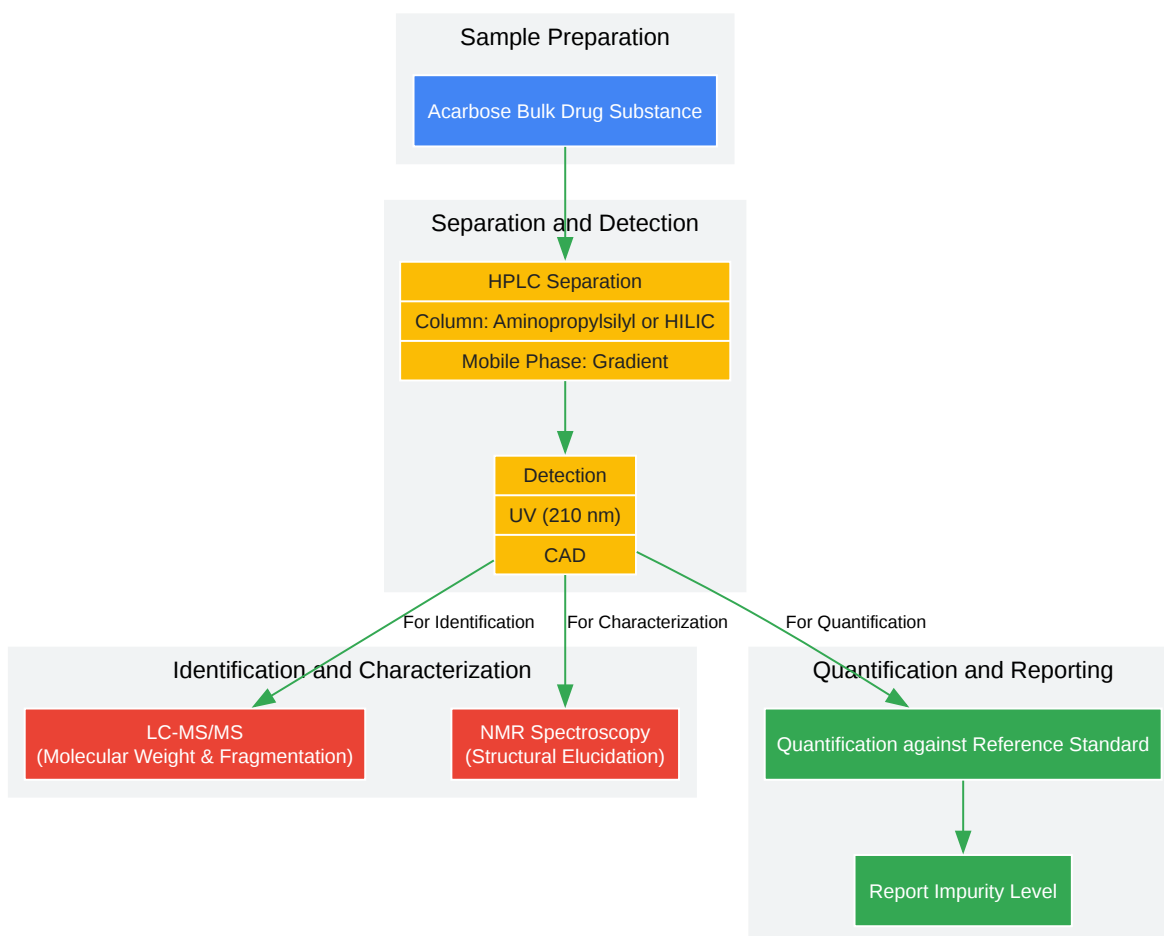 Sample Preparation
Acarbose Bulk Drug Substance
Separation and Detection
HPLC Separation
Column: Aminopropylsilyl or HILIC
Mobile Phase: Gradient
Detection
UV (210 nm)
CAD
For Identification
For Characterization
For Quantification
Identification and Characterization
LC-MS/MS
(Molecular Weight & Fragmentation)
NMR Spectroscopy
(Structural Elucidation)
Quantification and Reporting
Quantification against Reference Standard
Report Impurity Level